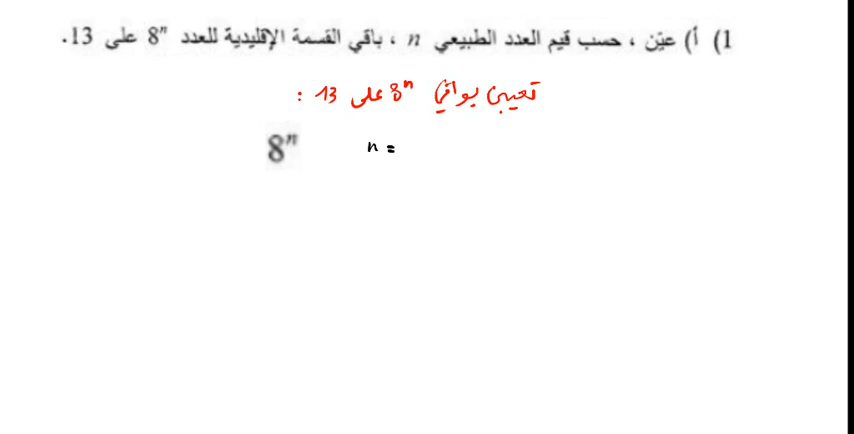 1) أ) عيّن ، حسب قيم العدد الطبيعي n ، باقي القسمة الإقليدية للعدد 8ⁿ على 13.
تعيين بواقي 8ⁿ على 13 :
8ⁿ n =